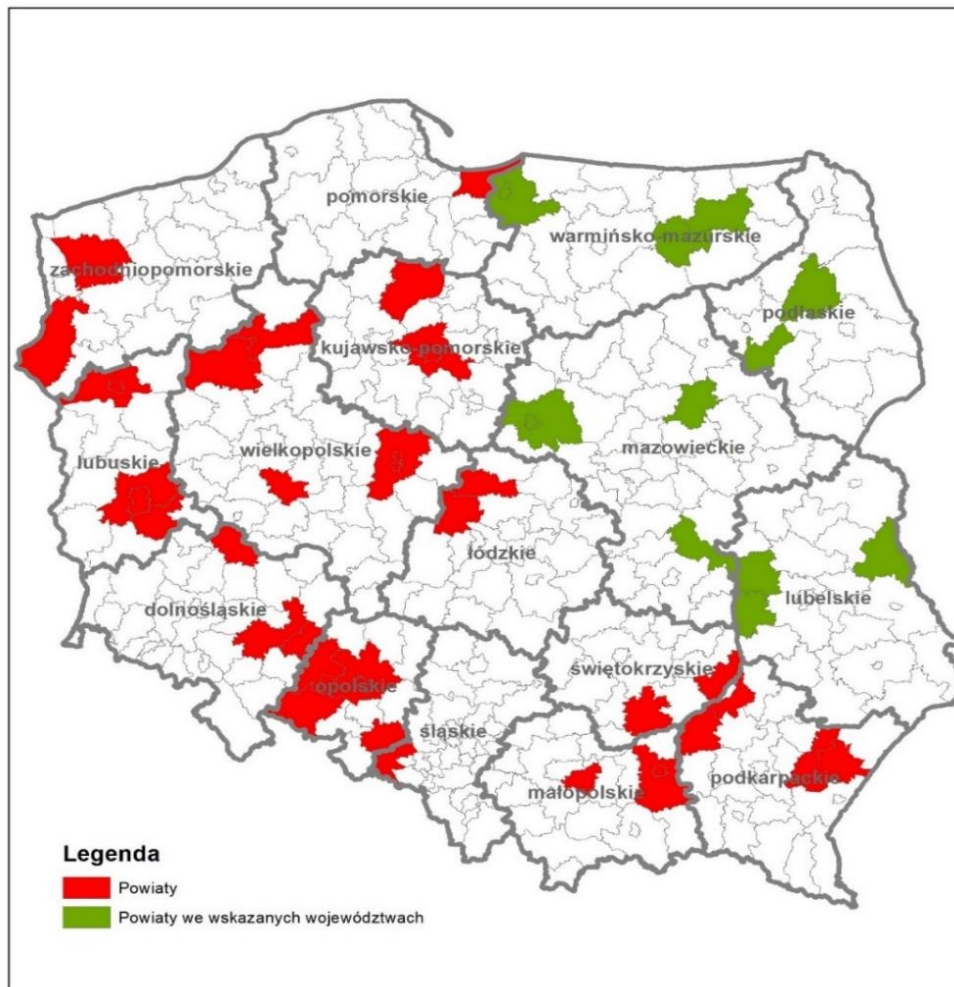 pomorskie
warmińsko-mazurskie
zachodniopomorskie
podlaskie
kujawsko-pomorskie
mazowieckie
wielkopolskie
lubuskie
łódzkie
lubelskie
dolnośląskie
świętokrzyskie
opolskie
śląskie
podkarpackie
małopolskie
Legenda
Powiaty
Powiaty we wskazanych województwach